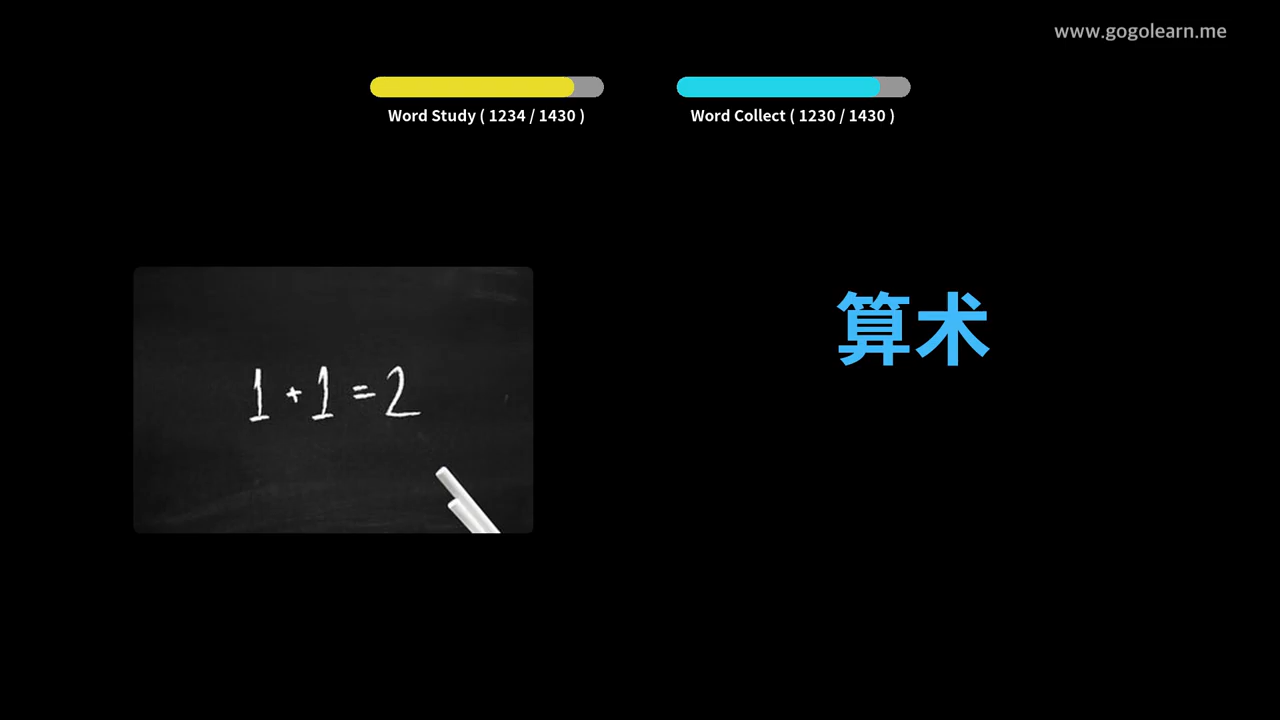 www.gogolearn.me
Word Study ( 1234 / 1430 )
Word Collect ( 1230 / 1430 )
算术
1 + 1 = 2